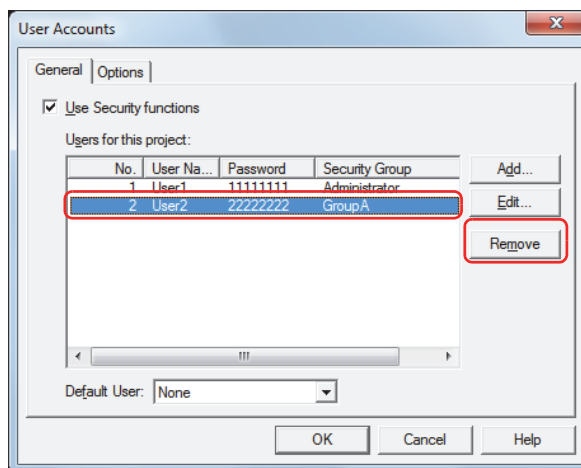 User Accounts
General Options
Use Security functions
Users for this project:
No. User Na... Password Security Group
1 User1 11111111 Administrator
2 User2 22222222 GroupA
Add...
Edit...
Remove
Default User: None
OK Cancel Help